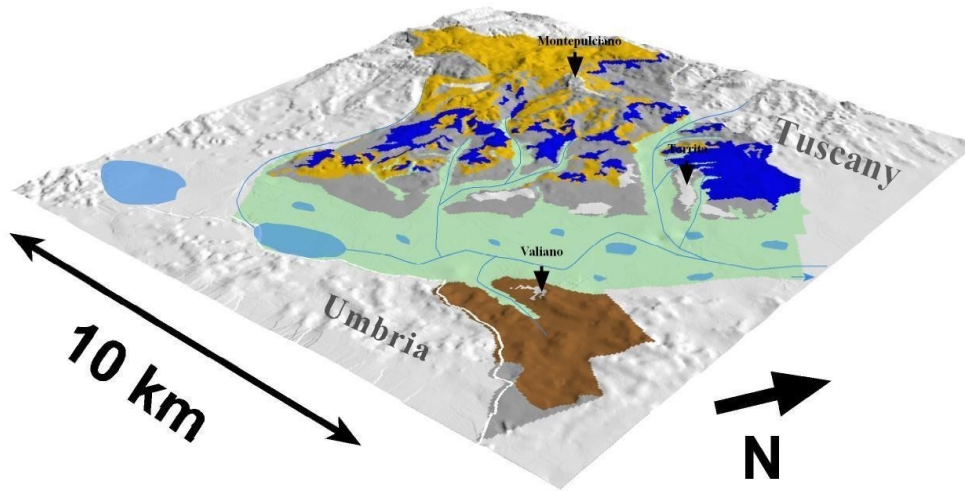 Montepulciano
Tuscany
Torrita
Valiano
Umbria
10 km
N